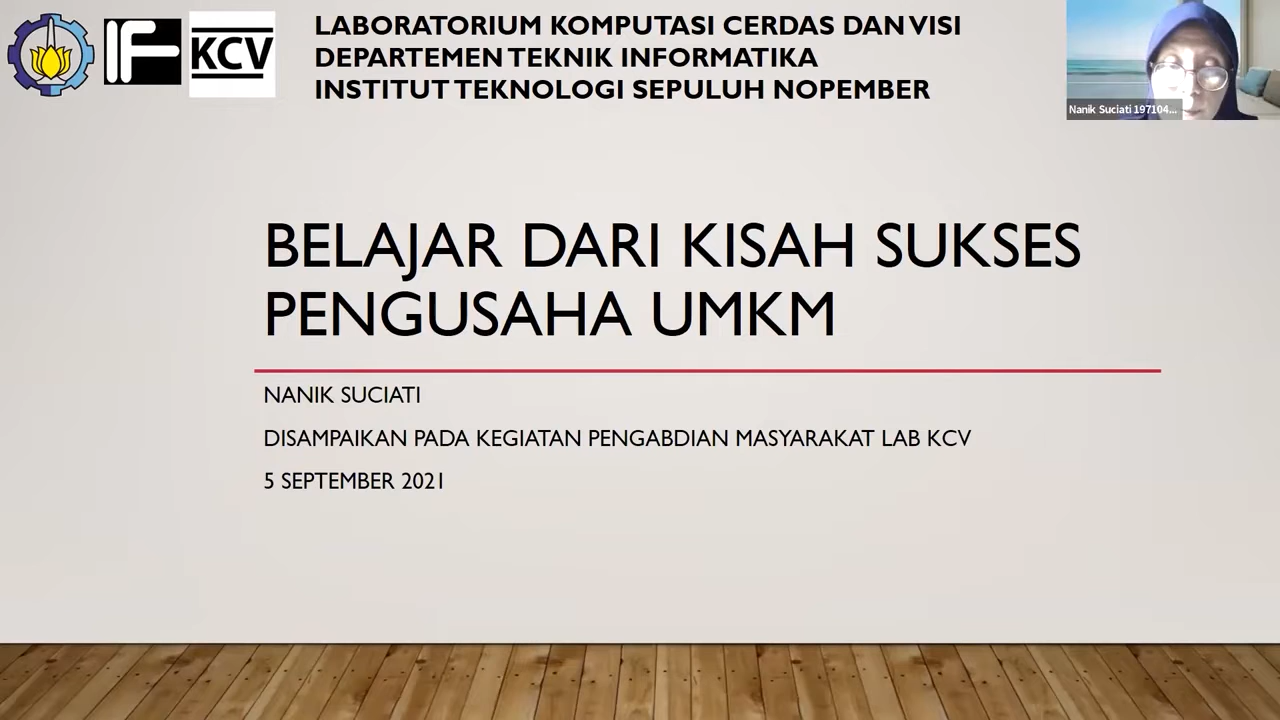 LABORATORIUM KOMPUTASI CERDAS DAN VISI
DEPARTEMEN TEKNIK INFORMATIKA
INSTITUT TEKNOLOGI SEPULUH NOPEMBER
IF
KCV
Nanik Suciati 197104...
BELAJAR DARI KISAH SUKSES
PENGUSAHA UMKM
NANIK SUCIATI
DISAMPAIKAN PADA KEGIATAN PENGABDIAN MASYARAKAT LAB KCV
5 SEPTEMBER 2021